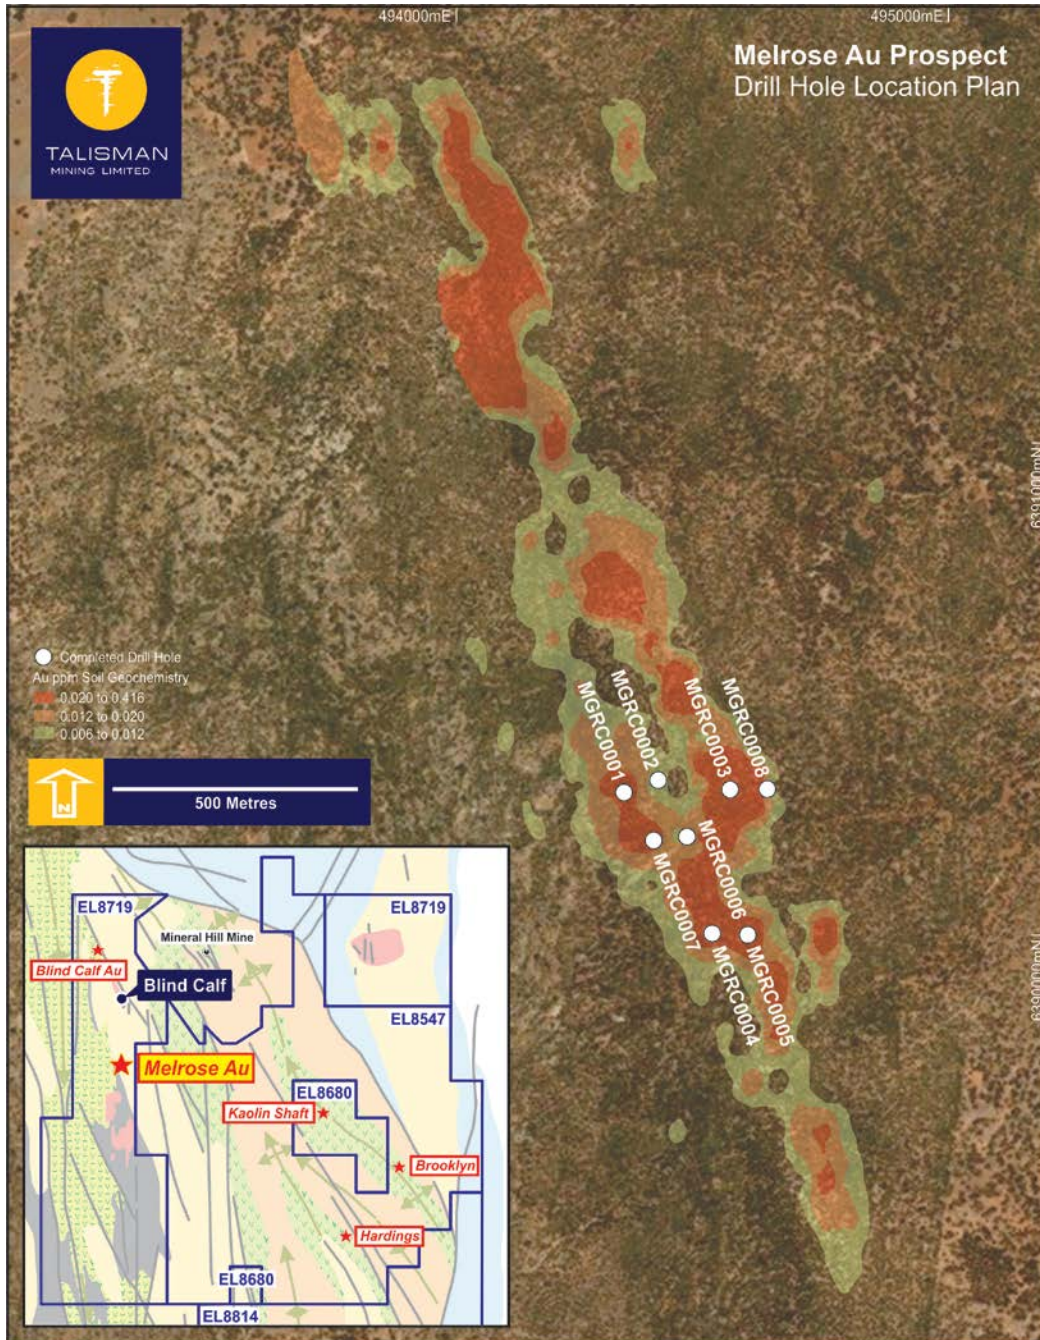 494000mE
495000mE
Melrose Au Prospect
Drill Hole Location Plan
TALISMAN
MINING LIMITED
6391000mN
Completed Drill Hole
Au ppm Soil Geochemistry
0.020 to 0.416
0.012 to 0.020
0.006 to 0.012
N
500 Metres
MGRC0001
MGRC0002
MGRC0003
MGRC0008
MGRC0007
MGRC0006
MGRC0004
MGRC0005
6390000mN
EL8719
EL8719
Mineral Hill Mine
Blind Calf Au
Blind Calf
EL8547
Melrose Au
EL8680
Kaolin Shaft
Brooklyn
Hardings
EL8680
EL8814